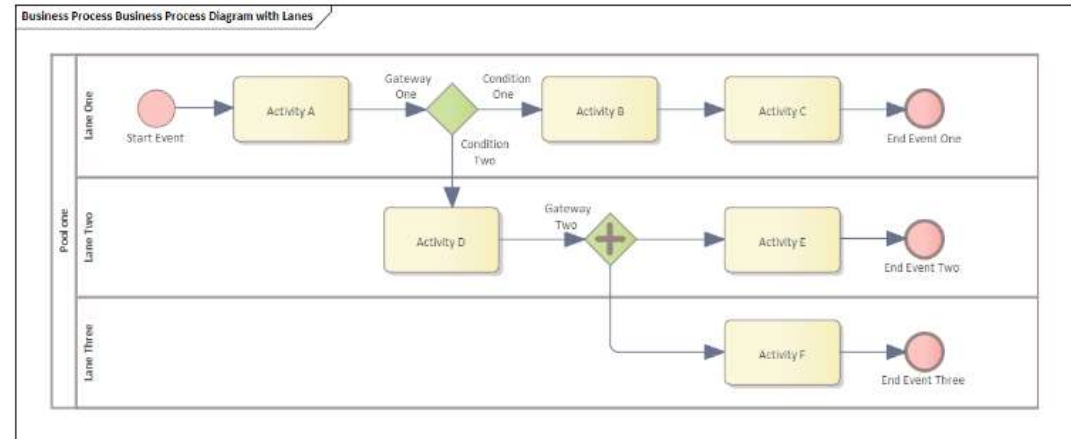 Business Process Business Process Diagram with Lanes
Pool one
Lane One
Start Event
Activity A
Gateway
One
Condition
One
Condition
Two
Activity B
Activity C
End Event One
Lane Two
Activity D
Gateway
Two
Activity E
End Event Two
Lane Three
Activity F
End Event Three